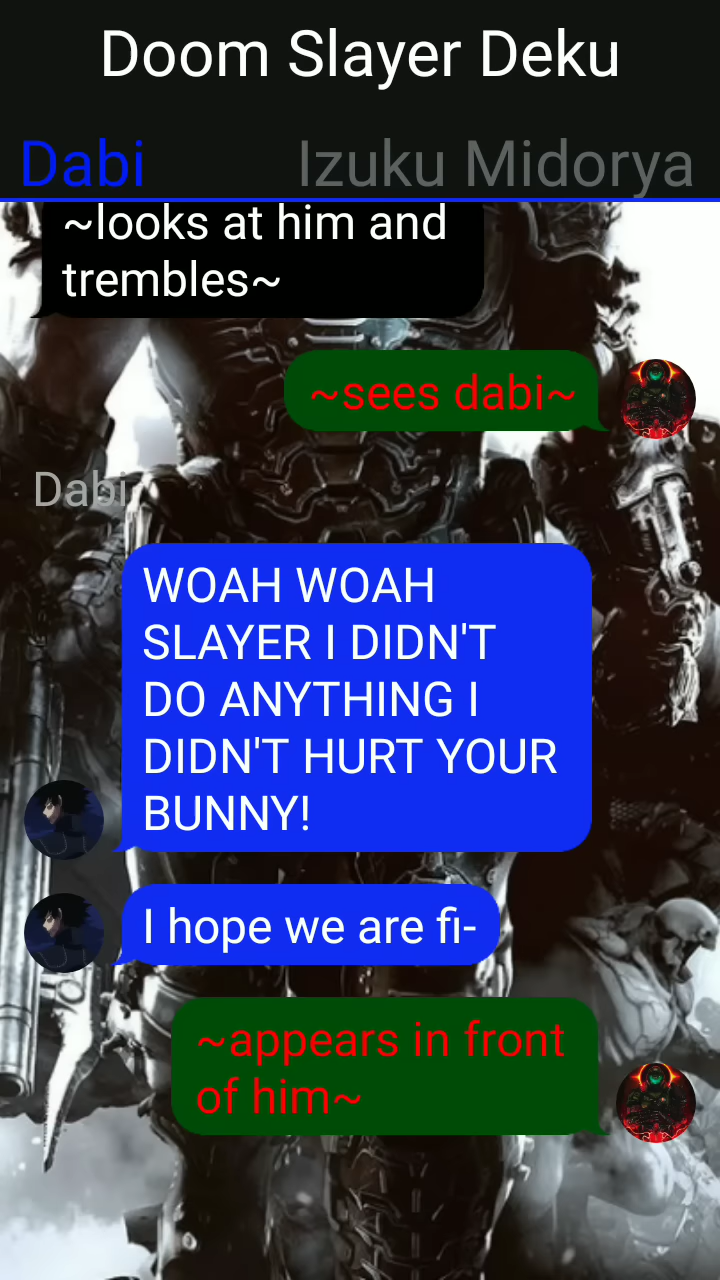 Doom Slayer Deku
Dabi Izuku Midorya
~looks at him and
trembles~
~sees dabi~
Dabi
WOAH WOAH
SLAYER I DIDN'T
DO ANYTHING I
DIDN'T HURT YOUR
BUNNY!
I hope we are fi-
~appears in front
of him~